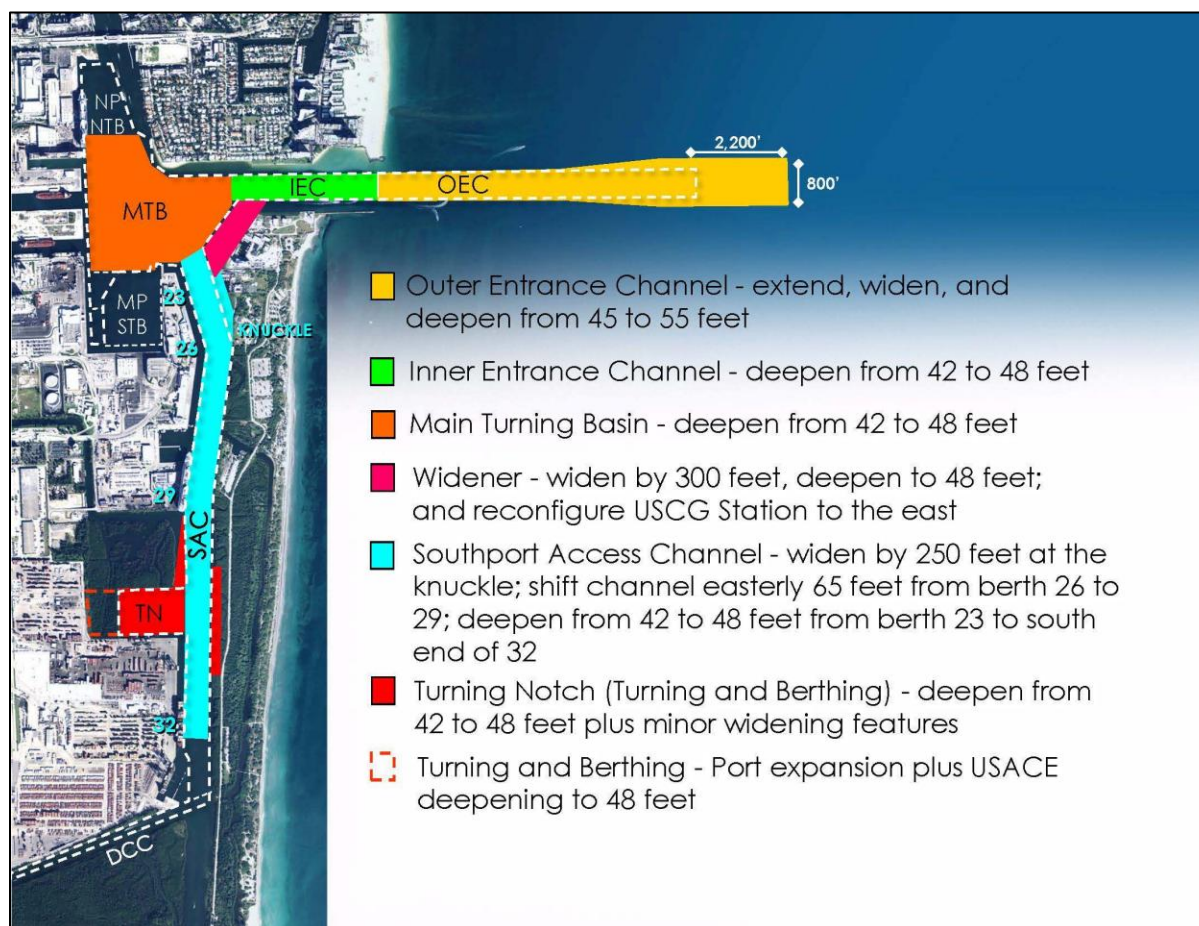 NP
NTB
2,200'
800'
IEC
OEC
MTB
MP
STB
23
26
KNUCKLE
29
SAC
TN
32
DCC
Outer Entrance Channel - extend, widen, and
deepen from 45 to 55 feet
Inner Entrance Channel - deepen from 42 to 48 feet
Main Turning Basin - deepen from 42 to 48 feet
Widener - widen by 300 feet, deepen to 48 feet;
and reconfigure USCG Station to the east
Southport Access Channel - widen by 250 feet at the
knuckle; shift channel easterly 65 feet from berth 26 to
29; deepen from 42 to 48 feet from berth 23 to south
end of 32
Turning Notch (Turning and Berthing) - deepen from
42 to 48 feet plus minor widening features
Turning and Berthing - Port expansion plus USACE
deepening to 48 feet